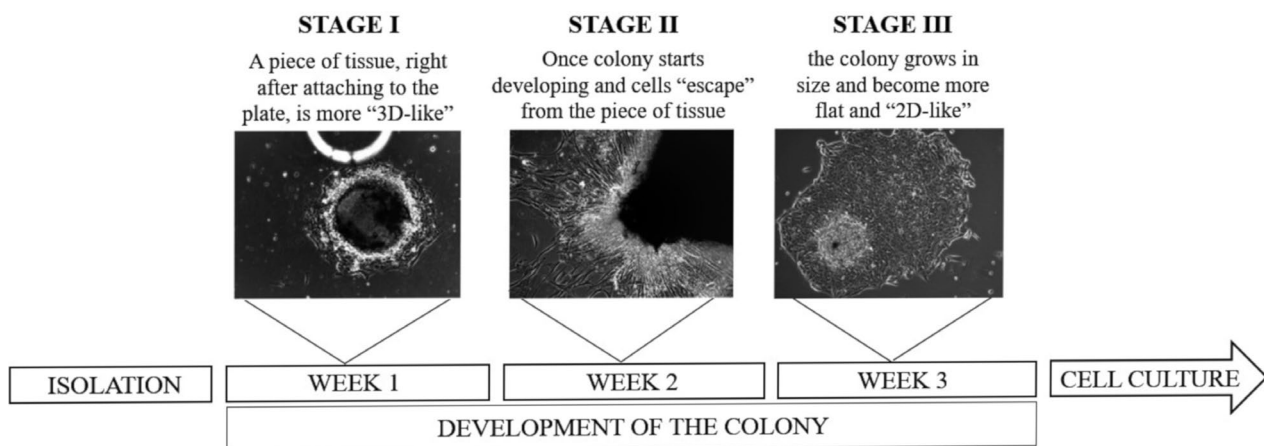 STAGE I
A piece of tissue, right
after attaching to the
plate, is more “3D-like”
STAGE II
Once colony starts
developing and cells “escape”
from the piece of tissue
STAGE III
the colony grows in
size and become more
flat and “2D-like”
ISOLATION
WEEK 1
WEEK 2
WEEK 3
CELL CULTURE
DEVELOPMENT OF THE COLONY